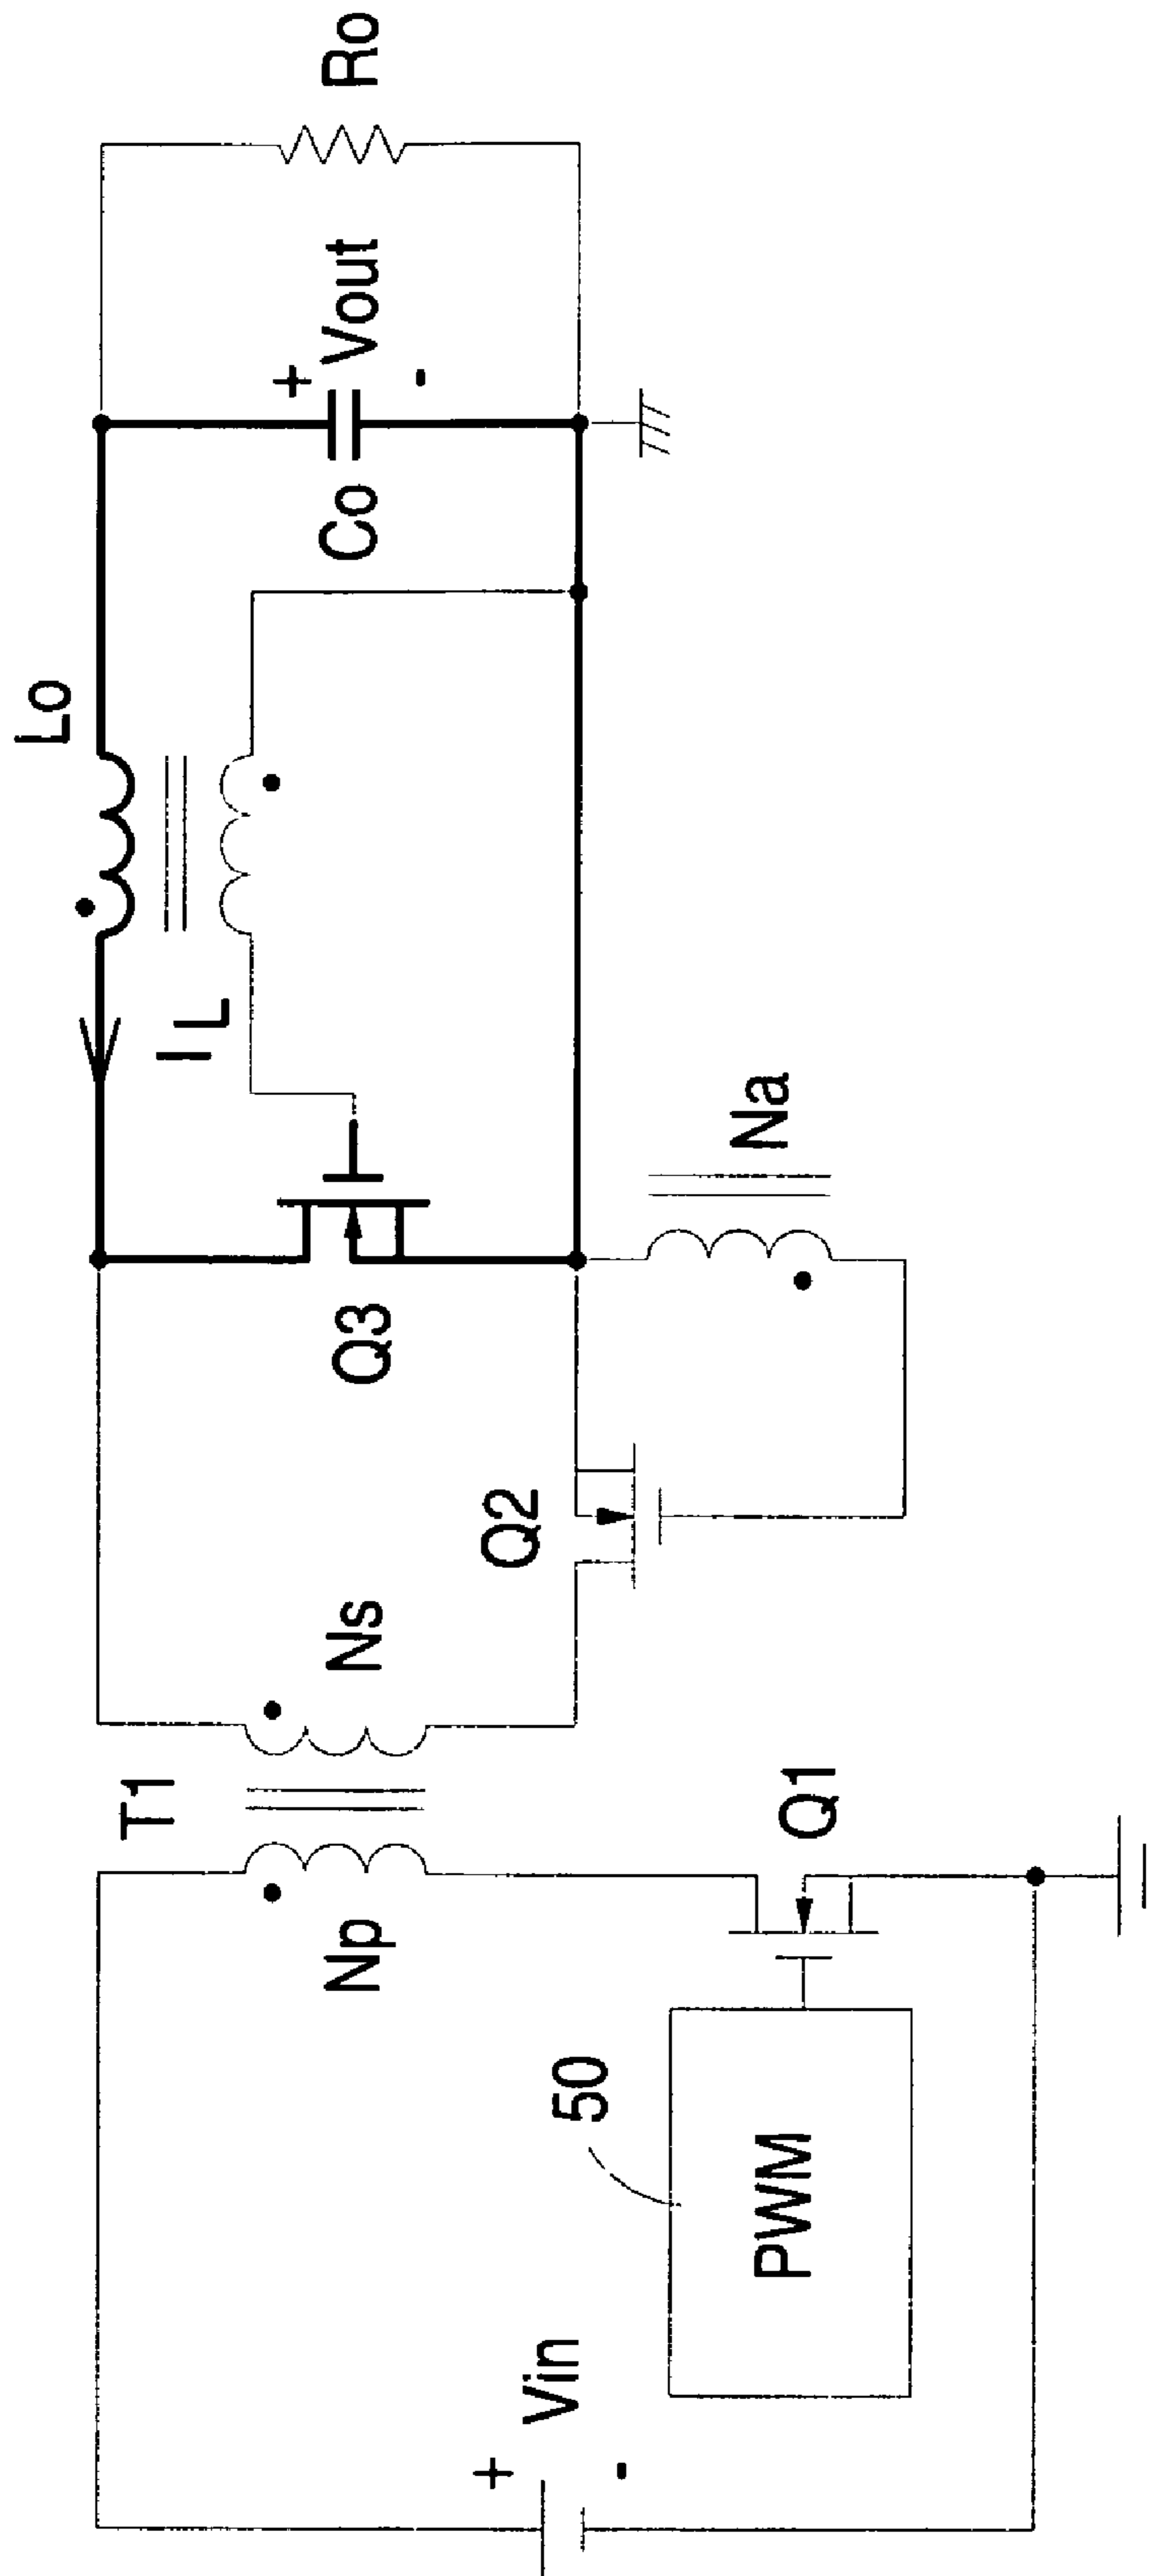 Vin
+
-
PWM
50
Np
T1
Ns
Q1
Q2
Q3
Na
IL
Lo
Co
+
Vout
-
Ro